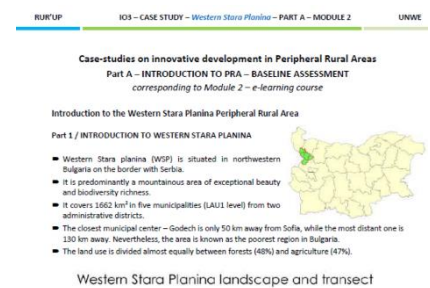 RUR'UP IO3 – CASE STUDY – Western Stara Planina – PART A – MODULE 2 UNWE
Case-studies on innovative development in Peripheral Rural Areas
Part A – INTRODUCTION TO PRA – BASELINE ASSESSMENT
corresponding to Module 2 – e-learning course
Introduction to the Western Stara Planina Peripheral Rural Area
Part 1 / INTRODUCTION TO WESTERN STARA PLANINA
Western Stara planina (WSP) is situated in northwestern
Bulgaria on the border with Serbia.
It is predominantly a mountainous area of exceptional beauty
and biodiversity richness.
It covers 1662 km² in five municipalities (LAU1 level) from two
administrative districts.
The closest municipal center – Godech is only 50 km away from Sofia, while the most distant one is
130 km away. Nevertheless, the area is known as the poorest region in Bulgaria.
The land use is divided almost equally between forests (48%) and agriculture (47%).
Western Stara Planina landscape and transect